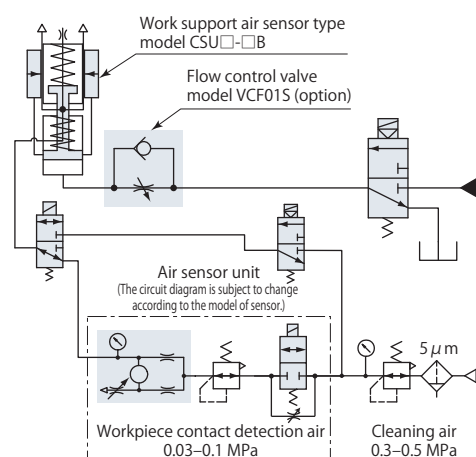 Work support air sensor type
model CSU□-□B
Flow control valve
model VCF01S (option)
Air sensor unit
(The circuit diagram is subject to change
according to the model of sensor.)
5 μm
Workpiece contact detection air
0.03–0.1 MPa
Cleaning air
0.3–0.5 MPa